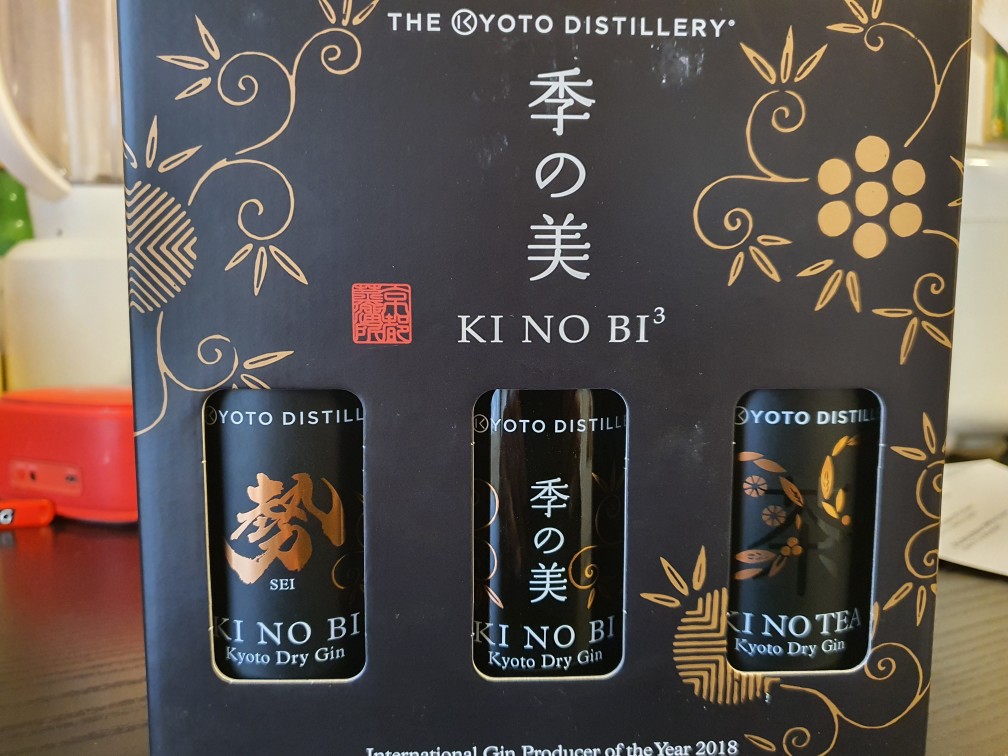 THE KYOTO DISTILLERY
季の美
KI NO BI³
YOTO DISTILL
勢
SEI
KI NO BI
Kyoto Dry Gin
KYOTO DISTILL
季の美
KI NO BI
Kyoto Dry Gin
KYOTO DISTILL
KI NO TEA
Kyoto Dry Gin
International Gin Producer of the Year 2018